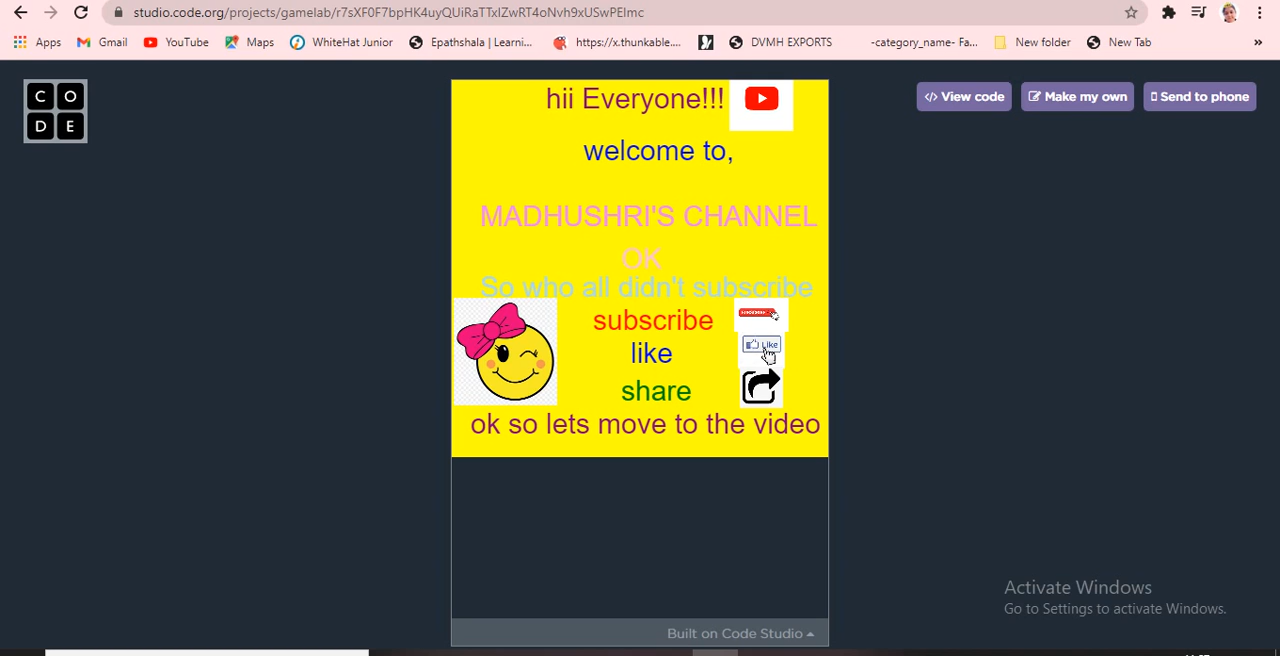 studio.code.org/projects/gamelab/r7sXF0F7bpHK4uyQUiRaTTxIZwRT4oNvh9xUSwPEImc
Apps Gmail YouTube Maps WhiteHat Junior Epathshala | Learni... https://x.thunkable.... DVMH EXPORTS -category_name- Fa... New folder New Tab »
CO
DE
View code Make my own Send to phone
hii Everyone!!!
welcome to,
MADHUSHRI'S CHANNEL
OK
So who all didn't subscribe
subscribe
like Like
share
ok so lets move to the video
Activate Windows
Go to Settings to activate Windows.
Built on Code Studio